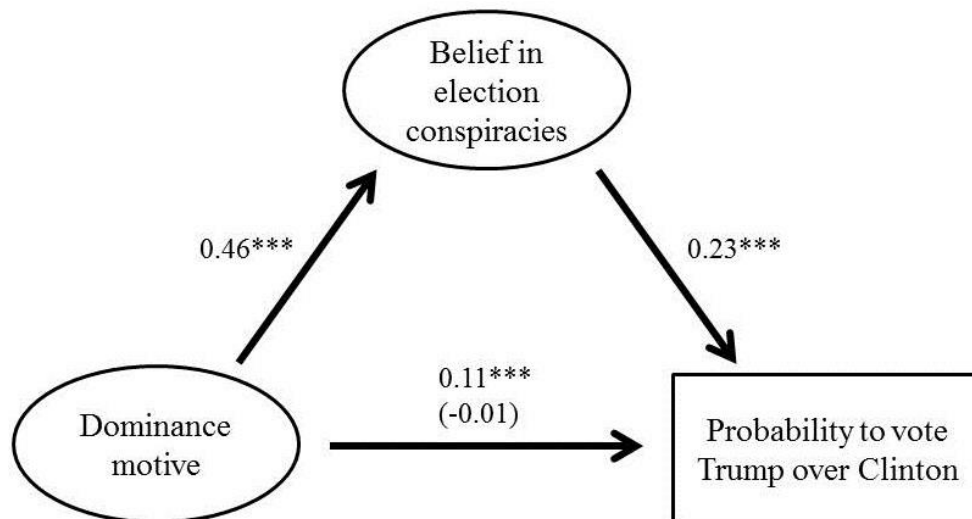 Belief in
election
conspiracies
0.46***
0.23***
0.11***
(-0.01)
Dominance
motive
Probability to vote
Trump over Clinton